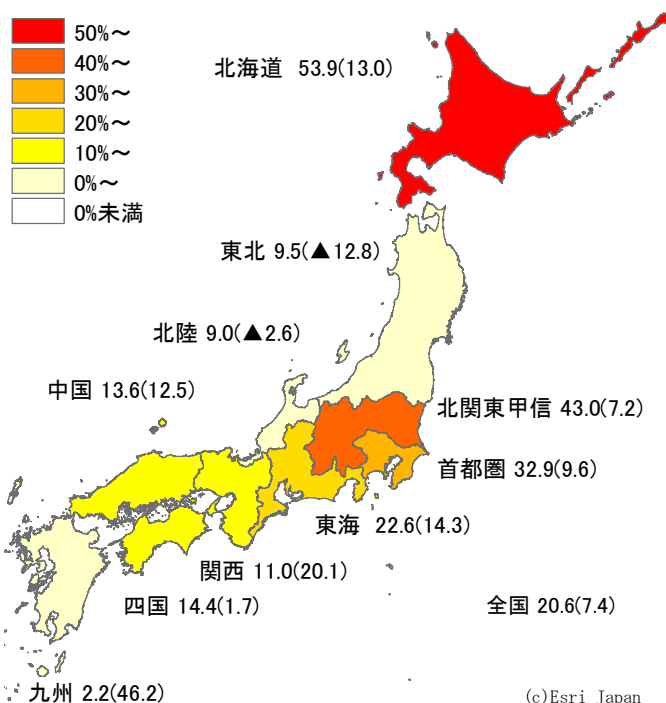 50%～
40%～
30%～
20%～
10%～
0%～
0%未満
北海道 53.9(13.0)
東北 9.5(▲12.8)
北陸 9.0(▲2.6)
中国 13.6(12.5)
北関東甲信 43.0(7.2)
首都圏 32.9(9.6)
東海 22.6(14.3)
関西 11.0(20.1)
四国 14.4(1.7)
全国 20.6(7.4)
九州 2.2(46.2)
(c)Esri Japan